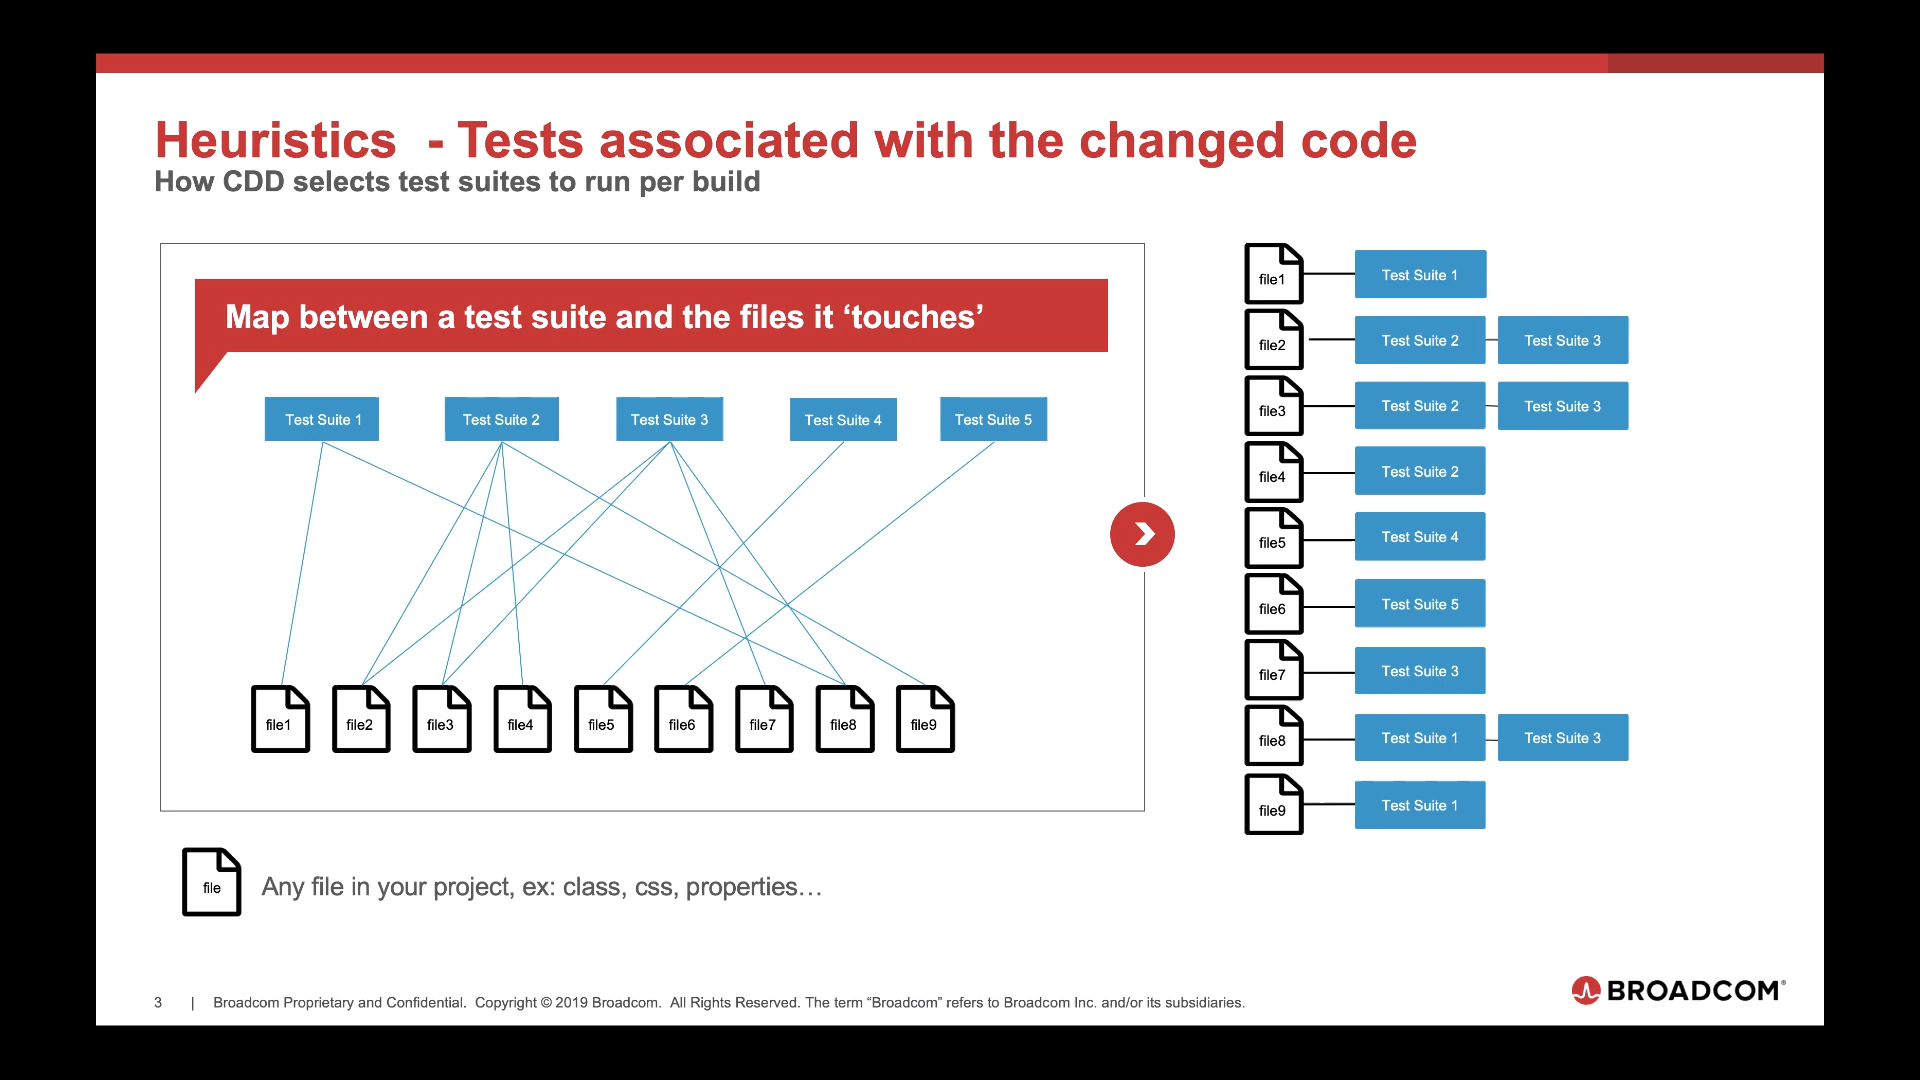 Heuristics  - Tests associated with the changed code
How CDD selects test suites to run per build
Map between a test suite and the files it ‘touches’
Test Suite 1
Test Suite 2
Test Suite 3
Test Suite 4
Test Suite 5
file1
file2
file3
file4
file5
file6
file7
file8
file9
file
Any file in your project, ex: class, css, properties…
file1 Test Suite 1
file2 Test Suite 2 Test Suite 3
file3 Test Suite 2 Test Suite 3
file4 Test Suite 2
file5 Test Suite 4
file6 Test Suite 5
file7 Test Suite 3
file8 Test Suite 1 Test Suite 3
file9 Test Suite 1
3 | Broadcom Proprietary and Confidential.  Copyright © 2019 Broadcom.  All Rights Reserved. The term “Broadcom” refers to Broadcom Inc. and/or its subsidiaries.
BROADCOM®